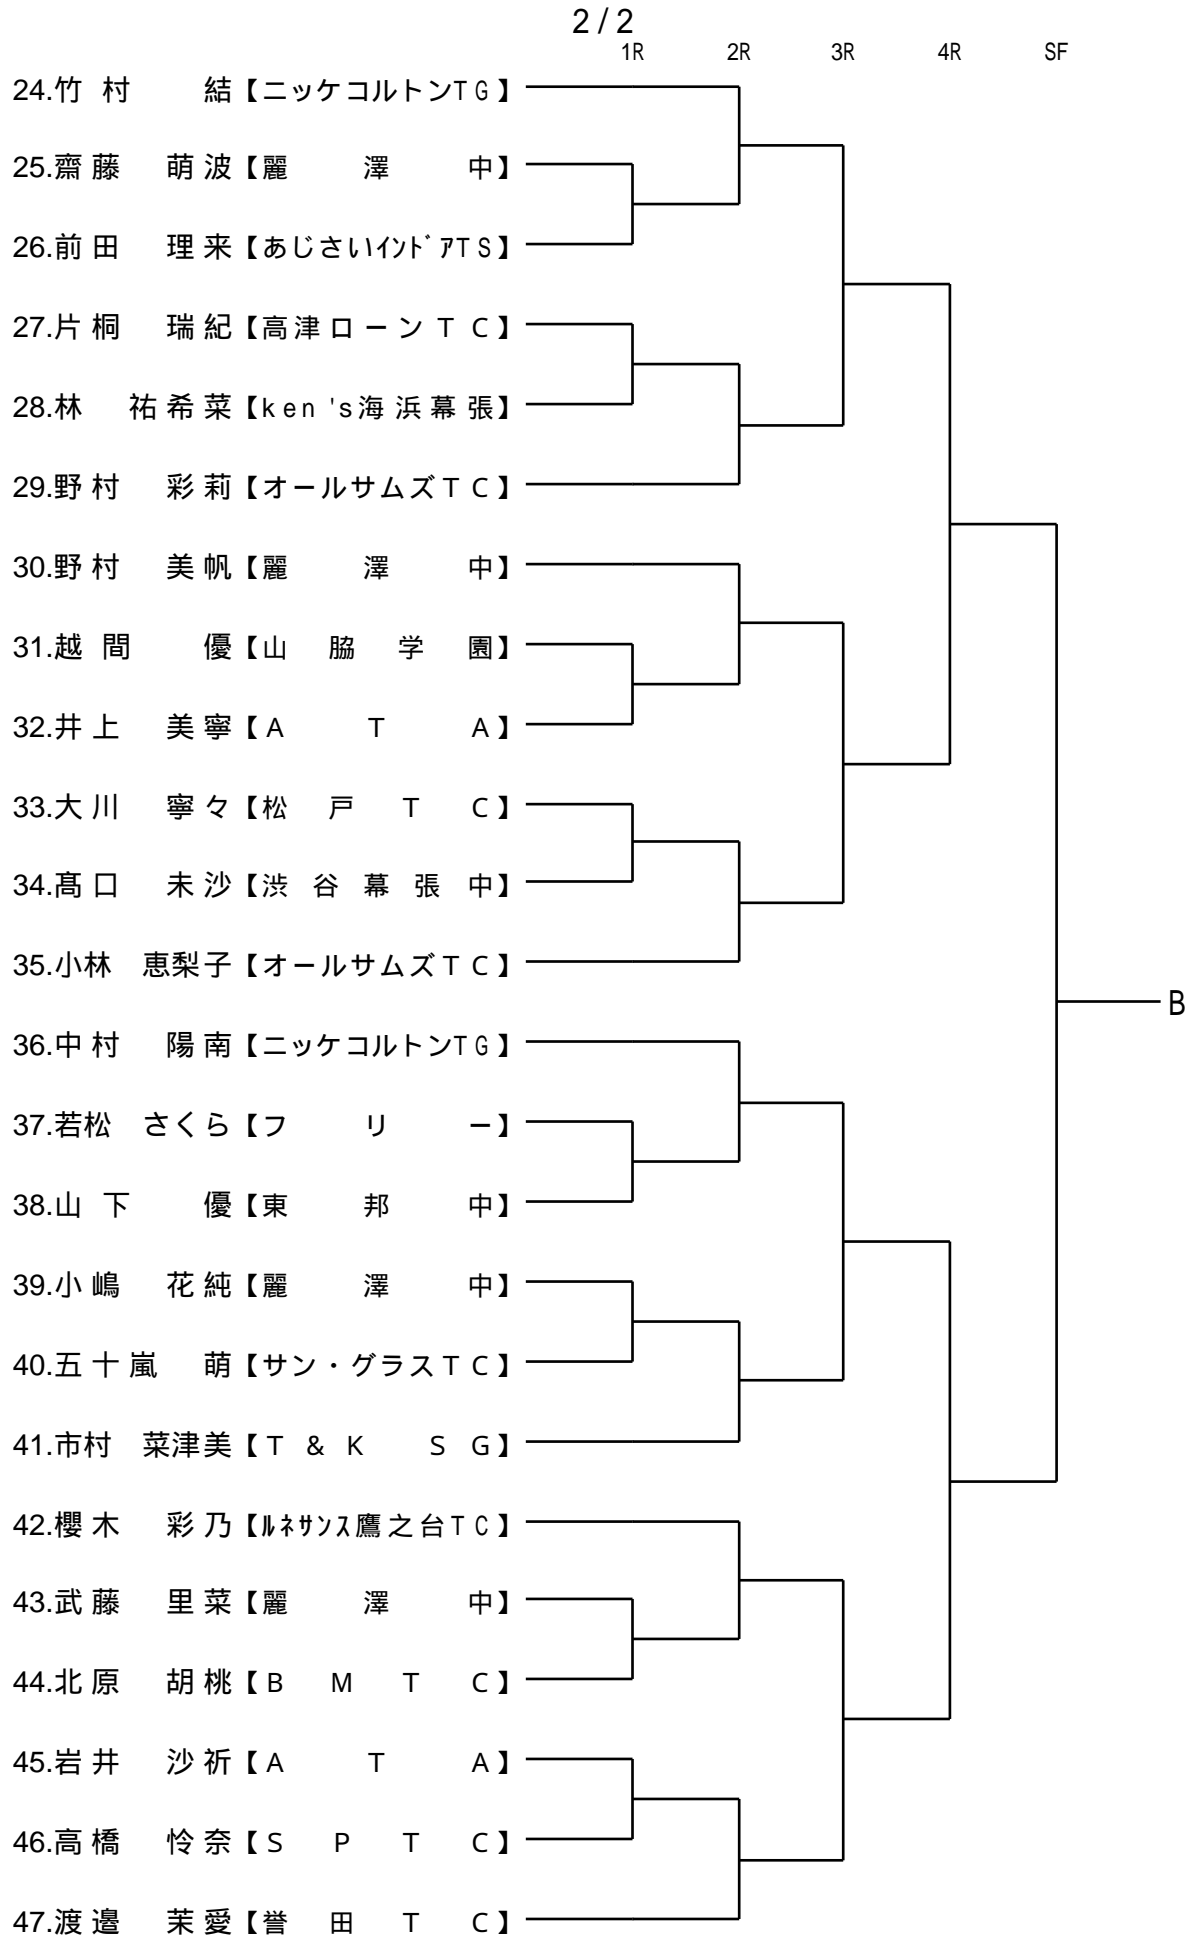 2/2
1R 2R 3R 4R SF
24.竹村 結【ニッケコルトンTG】
25.齋藤 萌波【麗澤中】
26.前田 理来【あじさいｲﾝﾄﾞｱTS】
27.片桐 瑞紀【高津ローンTC】
28.林 祐希菜【ken's海浜幕張】
29.野村 彩莉【オールサムズTC】
30.野村 美帆【麗澤中】
31.越間 優【山脇学園】
32.井上 美寧【ATA】
33.大川 寧々【松戸TC】
34.髙口 未沙【渋谷幕張中】
35.小林 恵梨子【オールサムズTC】
B
36.中村 陽南【ニッケコルトンTG】
37.若松 さくら【フリー】
38.山下 優【東邦中】
39.小嶋 花純【麗澤中】
40.五十嵐 萌【サン・グラスTC】
41.市村 菜津美【T&K SG】
42.櫻木 彩乃【ﾙﾈｻﾝｽ鷹之台TC】
43.武藤 里菜【麗澤中】
44.北原 胡桃【BMTC】
45.岩井 沙祈【ATA】
46.高橋 怜奈【SPTC】
47.渡邉 茉愛【誉田TC】